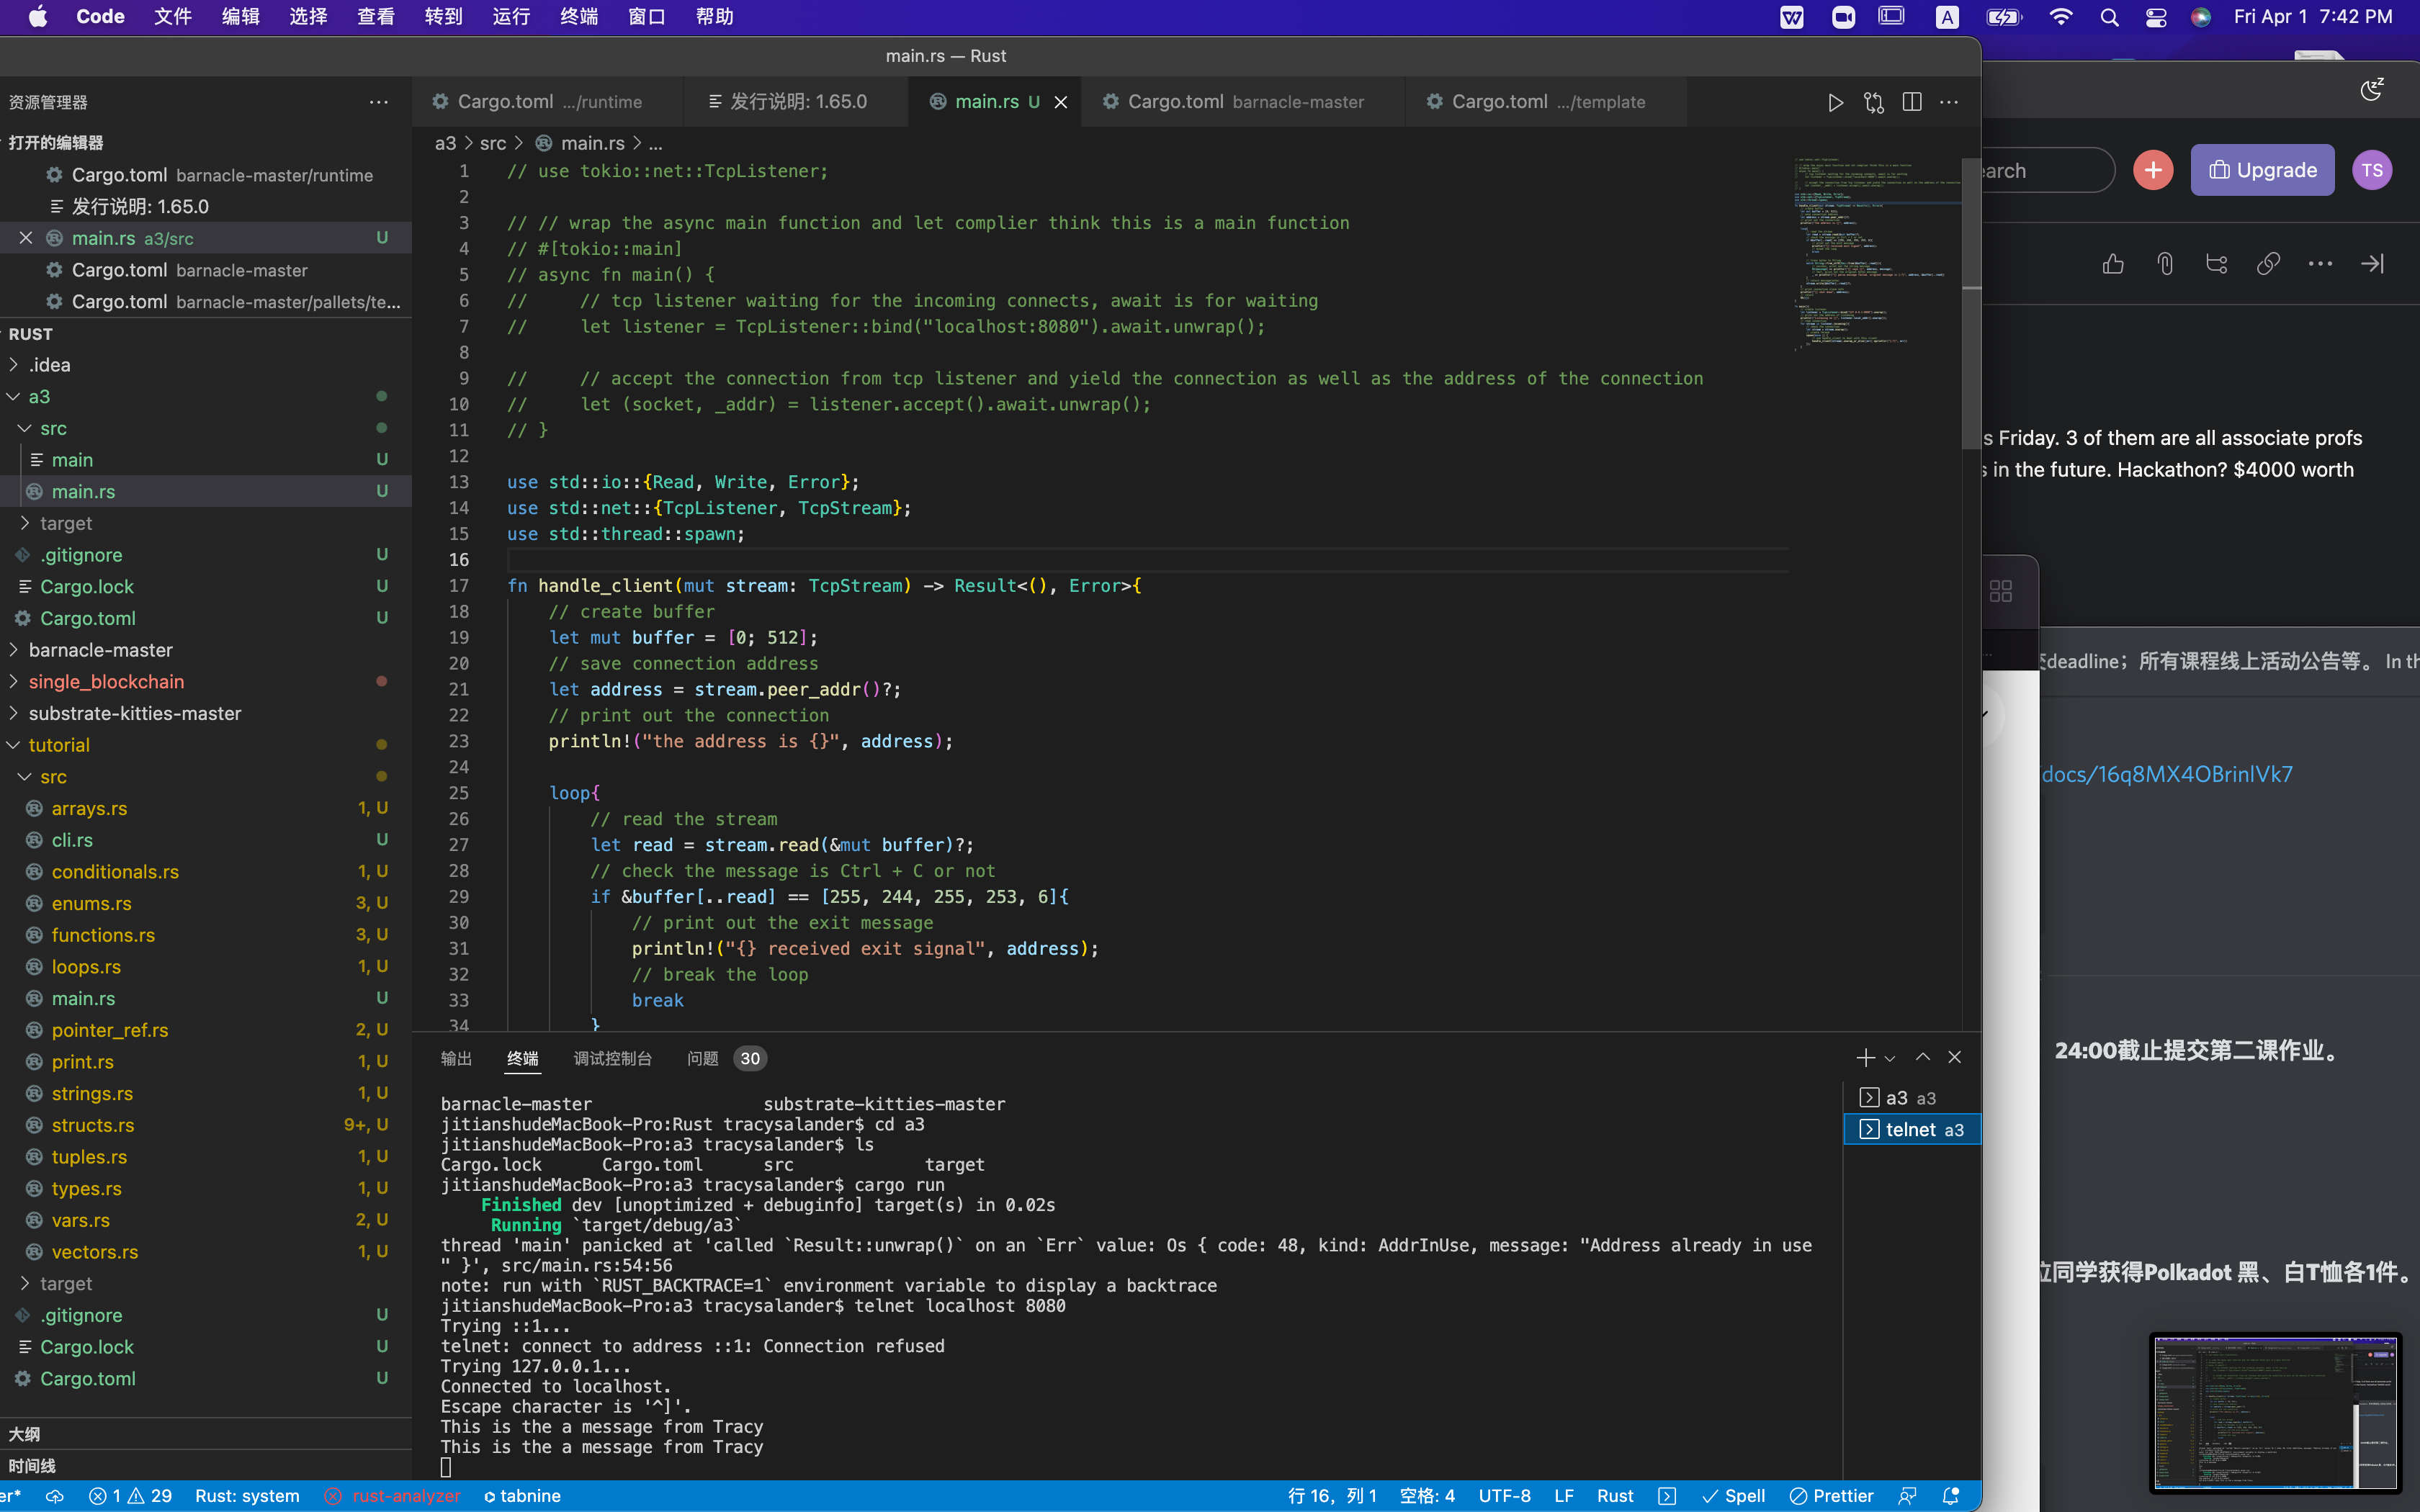 Code 文件 编辑 选择 查看 转到 运行 终端 窗口 帮助
A
Fri Apr 1 7:42 PM
main.rs — Rust
资源管理器
打开的编辑器
Cargo.toml barnacle-master/runtime
发行说明: 1.65.0
main.rs a3/src U
Cargo.toml barnacle-master
Cargo.toml barnacle-master/pallets/te...
RUST
.idea
a3
src
main U
main.rs U
target
.gitignore U
Cargo.lock U
Cargo.toml U
barnacle-master
single_blockchain
substrate-kitties-master
tutorial
src
arrays.rs 1, U
cli.rs U
conditionals.rs 1, U
enums.rs 3, U
functions.rs 3, U
loops.rs 1, U
main.rs U
pointer_ref.rs 2, U
print.rs 1, U
strings.rs 1, U
structs.rs 9+, U
tuples.rs 1, U
types.rs 1, U
vars.rs 2, U
vectors.rs 1, U
target
.gitignore U
Cargo.lock U
Cargo.toml U
大纲
时间线
Cargo.toml .../runtime
发行说明: 1.65.0
main.rs U
Cargo.toml barnacle-master
Cargo.toml .../template
a3 > src > main.rs > ...
1 // use tokio::net::TcpListener;
2
3 // // wrap the async main function and let complier think this is a main function
4 // #[tokio::main]
5 // async fn main() {
6 //     // tcp listener waiting for the incoming connects, await is for waiting
7 //     let listener = TcpListener::bind("localhost:8080").await.unwrap();
8
9 //     // accept the connection from tcp listener and yield the connection as well as the address of the connection
10 //     let (socket, _addr) = listener.accept().await.unwrap();
11 // }
12
13 use std::io::{Read, Write, Error};
14 use std::net::{TcpListener, TcpStream};
15 use std::thread::spawn;
16
17 fn handle_client(mut stream: TcpStream) -> Result<(), Error>{
18     // create buffer
19     let mut buffer = [0; 512];
20     // save connection address
21     let address = stream.peer_addr()?;
22     // print out the connection
23     println!("the address is {}", address);
24
25     loop{
26         // read the stream
27         let read = stream.read(&mut buffer)?;
28         // check the message is Ctrl + C or not
29         if &buffer[..read] == [255, 244, 255, 253, 6]{
30             // print out the exit message
31             println!("{} received exit signal", address);
32             // break the loop
33             break
34         }
输出 终端 调试控制台 问题 30
barnacle-master substrate-kitties-master
jitianshudeMacBook-Pro:Rust tracysalander$ cd a3
jitianshudeMacBook-Pro:a3 tracysalander$ ls
Cargo.lock Cargo.toml src target
jitianshudeMacBook-Pro:a3 tracysalander$ cargo run
Finished dev [unoptimized + debuginfo] target(s) in 0.02s
Running `target/debug/a3`
thread 'main' panicked at 'called `Result::unwrap()` on an `Err` value: Os { code: 48, kind: AddrInUse, message: "Address already in use
" }', src/main.rs:54:56
note: run with `RUST_BACKTRACE=1` environment variable to display a backtrace
jitianshudeMacBook-Pro:a3 tracysalander$ telnet localhost 8080
Trying ::1...
telnet: connect to address ::1: Connection refused
Trying 127.0.0.1...
Connected to localhost.
Escape character is '^]'.
This is the a message from Tracy
This is the a message from Tracy
a3 a3
telnet a3
er* 1 29 Rust: system rust-analyzer tabnine
行 16，列 1 空格: 4 UTF-8 LF Rust Spell Prettier
earch
Upgrade
TS
s Friday. 3 of them are all associate profs
s in the future. Hackathon? $4000 worth
deadline；所有课程线上活动公告等。 In th
docs/16q8MX4OBrinlVk7
24:00截止提交第二课作业。
位同学获得Polkadot 黑、白T恤各1件。